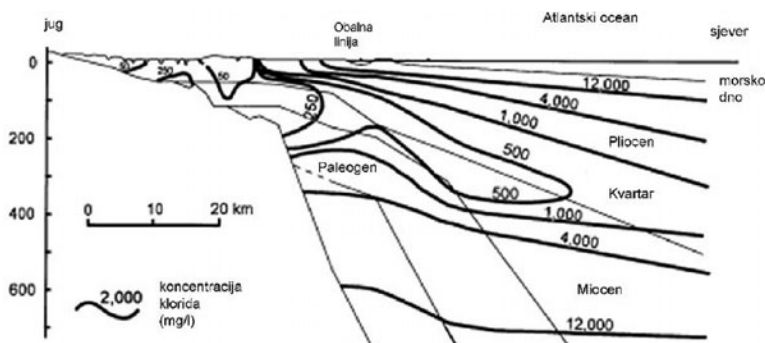 jug
Obalna
linija
Atlantski ocean
sjever
0
200
400
600
50
250
50
250
12,000
4,000
1,000
500
500
1,000
4,000
12,000
morsko
dno
Pliocen
Kvartar
Paleogen
Miocen
0 10 20 km
2,000
koncentracija
klorida
(mg/l)